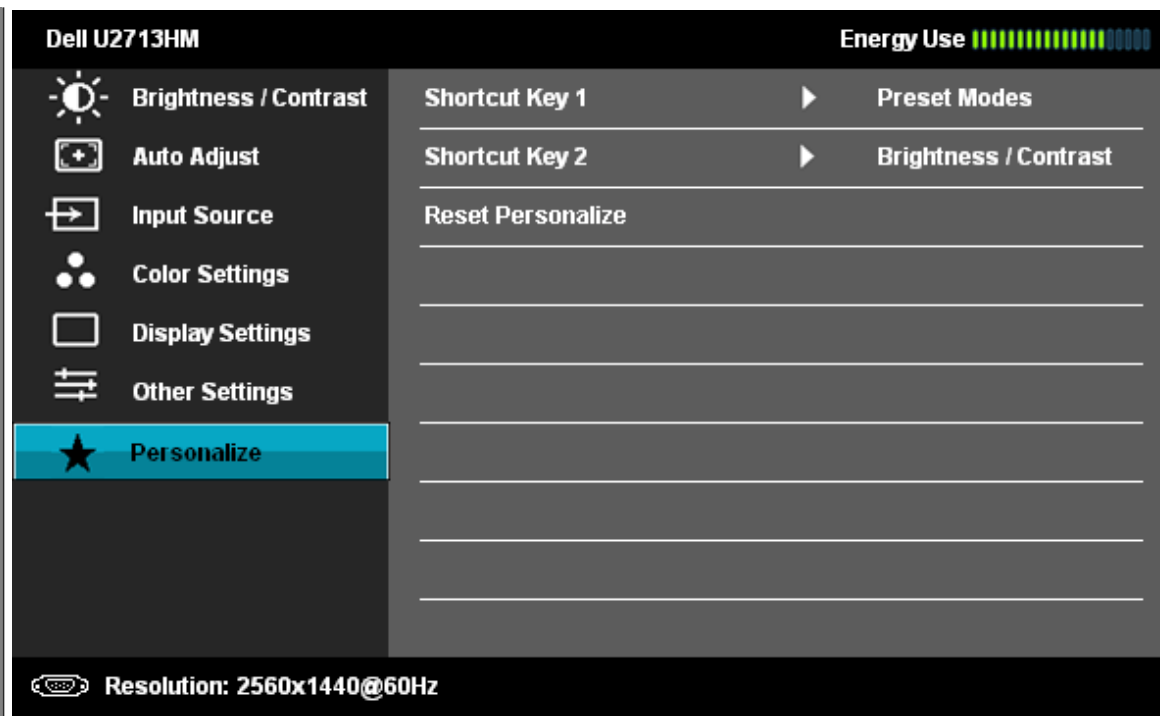 Dell U2713HM Energy Use
Brightness / Contrast Shortcut Key 1 Preset Modes
Auto Adjust Shortcut Key 2 Brightness / Contrast
Input Source Reset Personalize
Color Settings
Display Settings
Other Settings
Personalize
Resolution: 2560x1440@60Hz